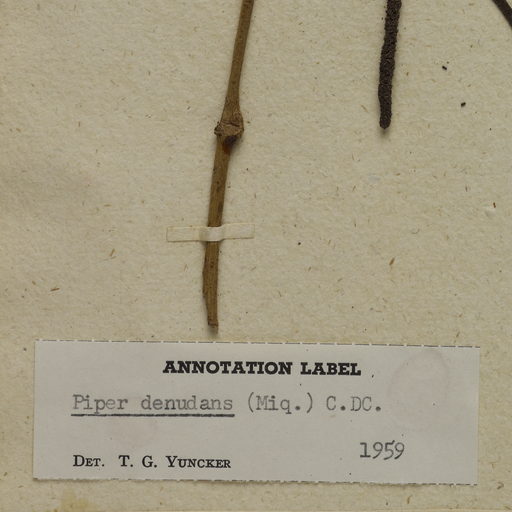 ANNOTATION LABEL
Piper denudans (Miq.) C.DC.
1959
DET. T. G. YUNCKER